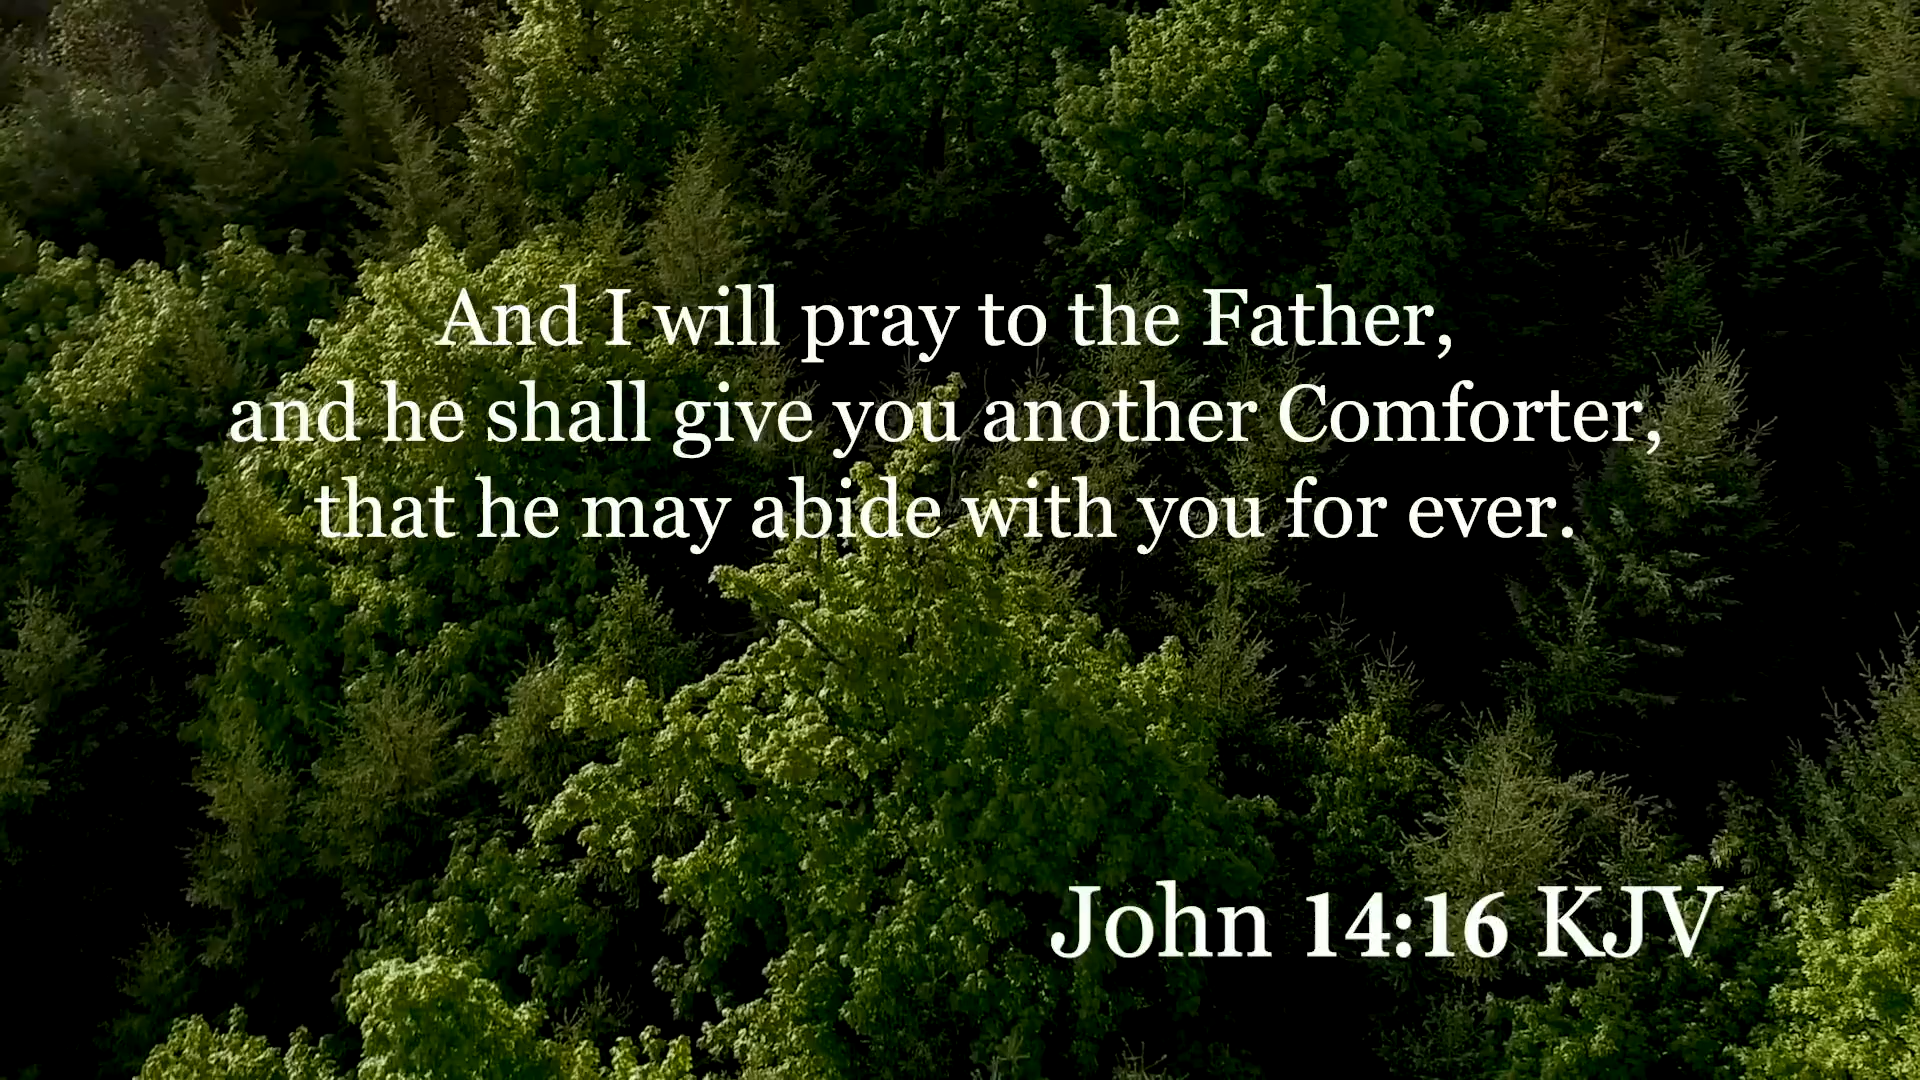 And I will pray to the Father,
and he shall give you another Comforter,
that he may abide with you for ever.
John 14:16 KJV